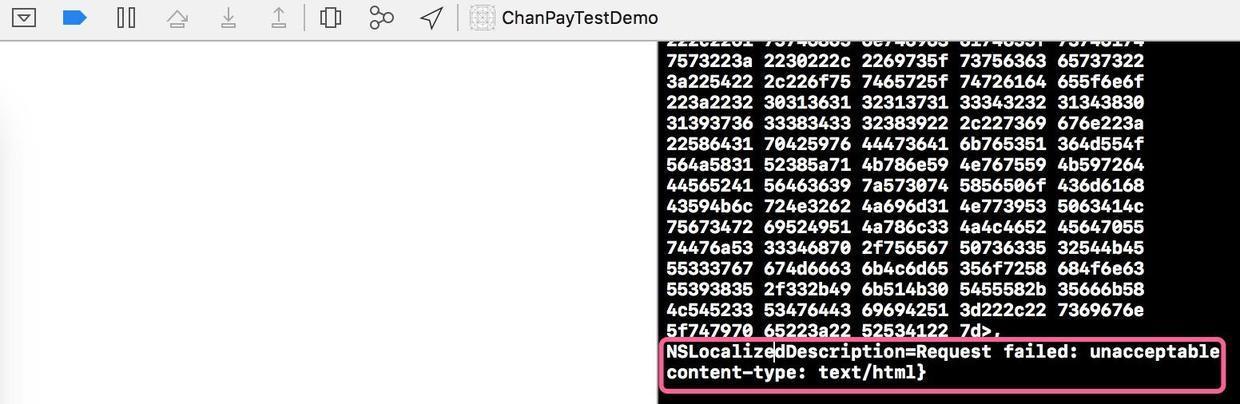 ChanPayTestDemo
7573223a 2230222c 2269735f 73756363 65737322
3a225422 2c226f75 7465725f 74726164 655f6e6f
223a2232 30313631 32313731 33343232 31343830
31393736 33383433 32383922 2c227369 676e223a
22586431 70425976 44473641 6b765351 364d554f
564a5831 52385a71 4b786e59 4e767559 4b597264
44565241 56463639 7a573074 5856506f 436d6168
43594b6c 724e3262 4a696d31 4e773953 5063414c
75673472 69524951 4a786c33 4a4c4652 45647055
74476a53 33346870 2f756567 50736335 32544b45
55333767 674d6663 6b4c6d65 356f7258 684f6e63
55393835 2f332b49 6b514b30 5455582b 35666b58
4c545233 53476443 69694251 3d222c22 7369676e
5f747970 65223a22 52534122 7d>,
NSLocalizedDescription=Request failed: unacceptable
content-type: text/html}